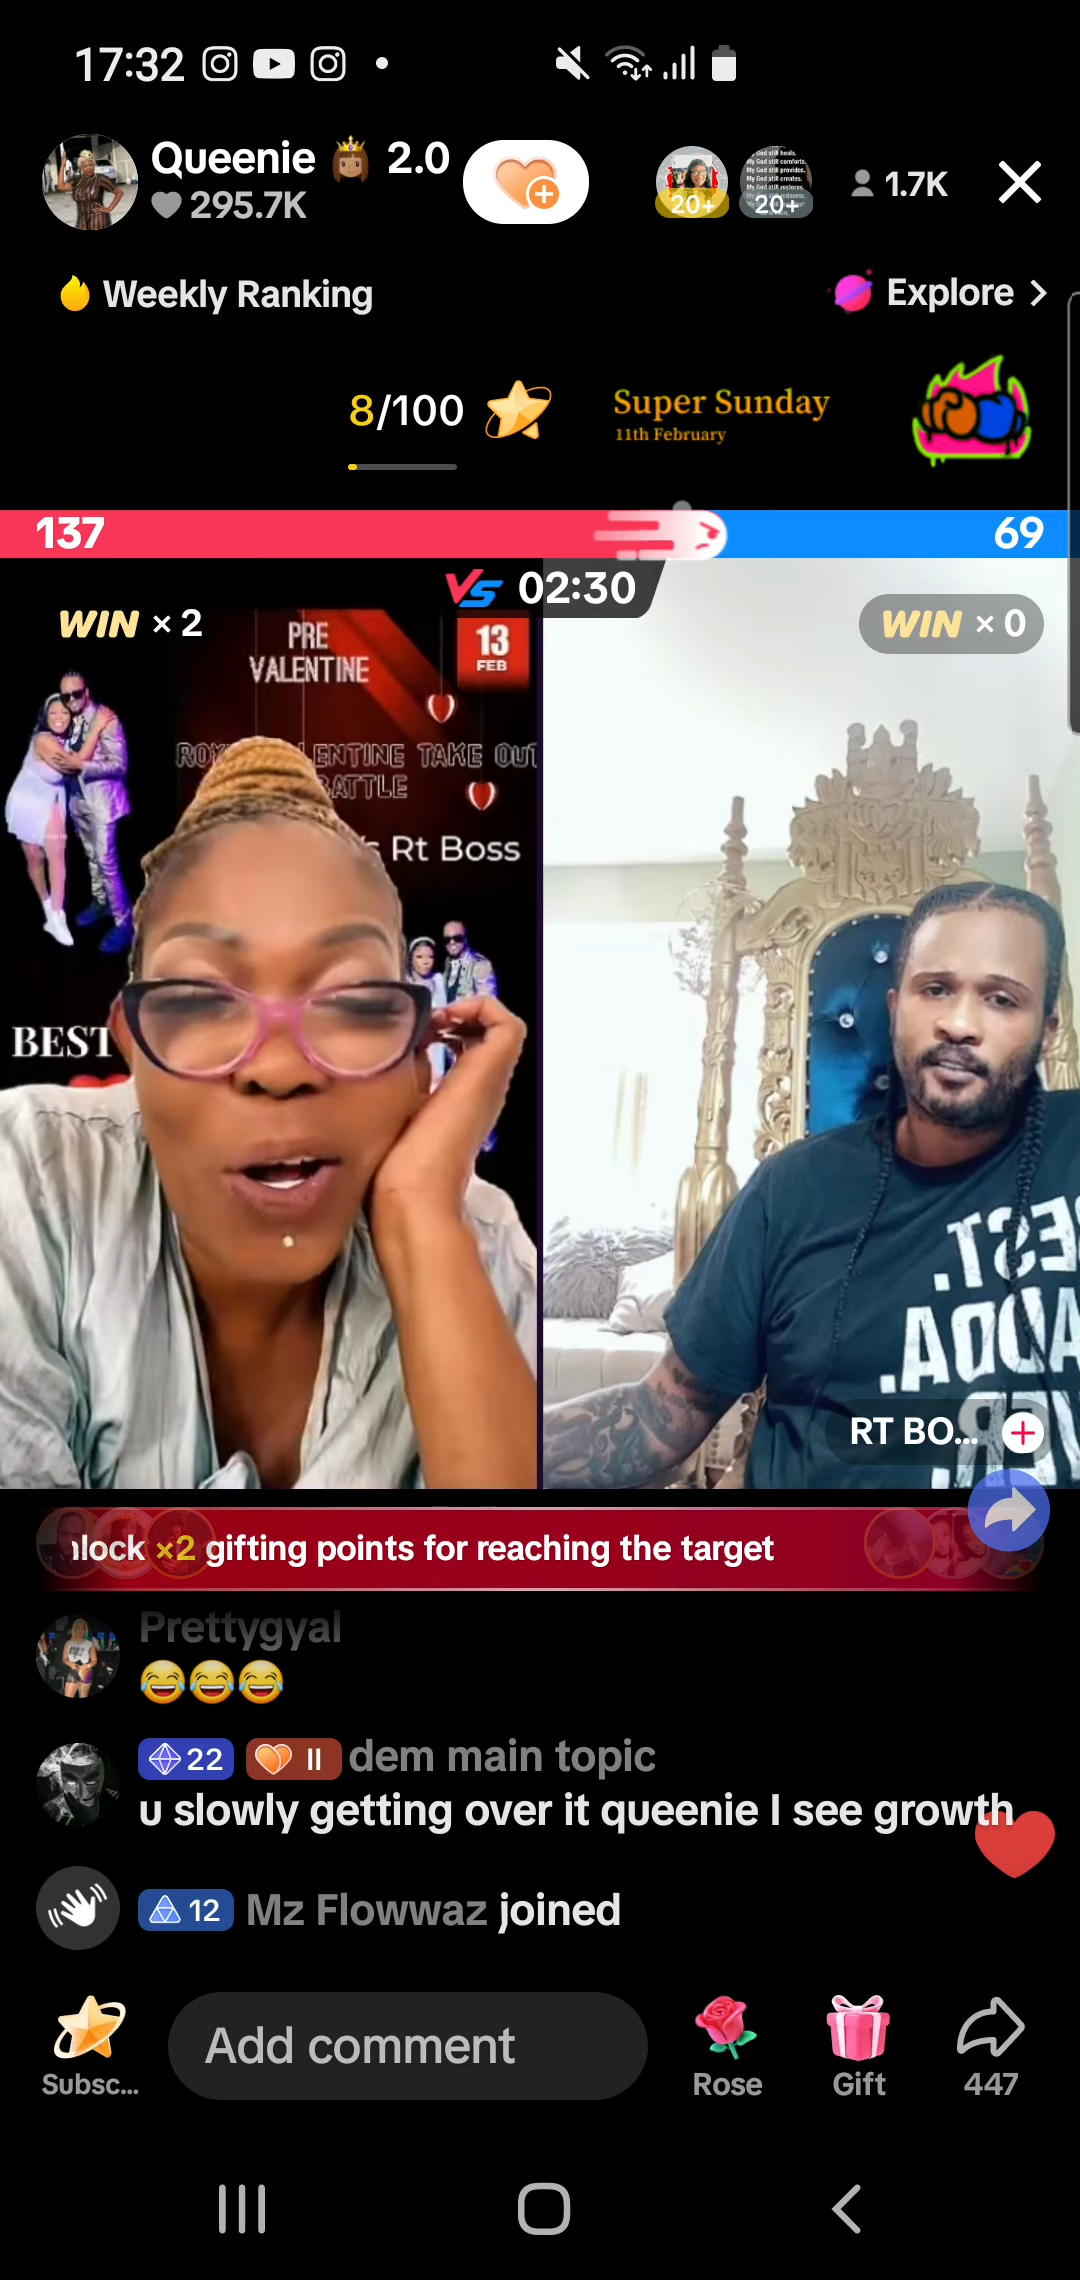 17:32
Queenie 2.0
295.7K
20+
20+
1.7K
Weekly Ranking
Explore
8/100
Super Sunday
11th February
137
69
VS 02:30
WIN × 2
WIN × 0
PRE
VALENTINE
13
FEB
ENTINE TAKE OUT
BATTLE
Rt Boss
BEST
RT BO...
×2 gifting points for reaching the target
Prettygyal
😂😂😂
22 II dem main topic
u slowly getting over it queenie I see growth
12 Mz Flowwaz joined
Subsc...
Add comment
Rose
Gift
447